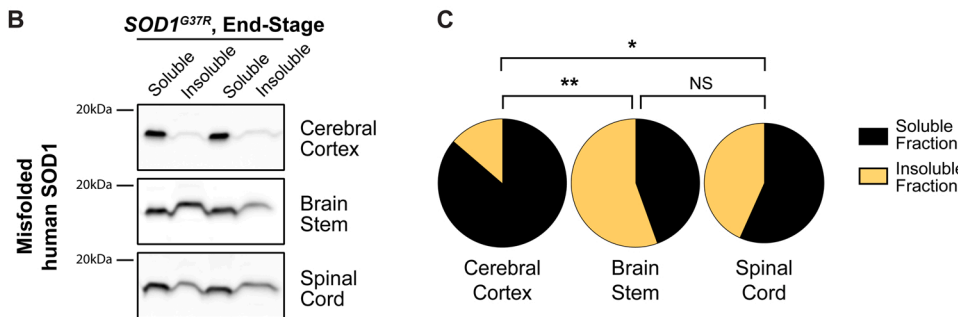 B
SOD1G37R, End-Stage
Soluble
Insoluble
Soluble
Insoluble
Misfolded
human SOD1
20kDa
Cerebral
Cortex
20kDa
Brain
Stem
20kDa
Spinal
Cord
C
*
**
NS
Soluble
Fraction
Insoluble
Fraction
Cerebral
Cortex
Brain
Stem
Spinal
Cord